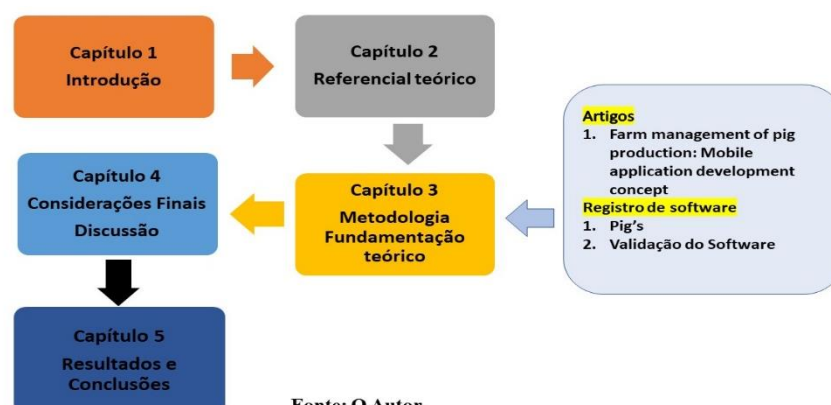 Capítulo 1
Introdução
Capítulo 2
Referencial teórico
Artigos
1. Farm management of pig
production: Mobile
application development
concept
Registro de software
1. Pig's
2. Validação do Software
Capítulo 3
Metodologia
Fundamentação
teórico
Capítulo 4
Considerações Finais
Discussão
Capítulo 5
Resultados e
Conclusões
Fonte: O Autor